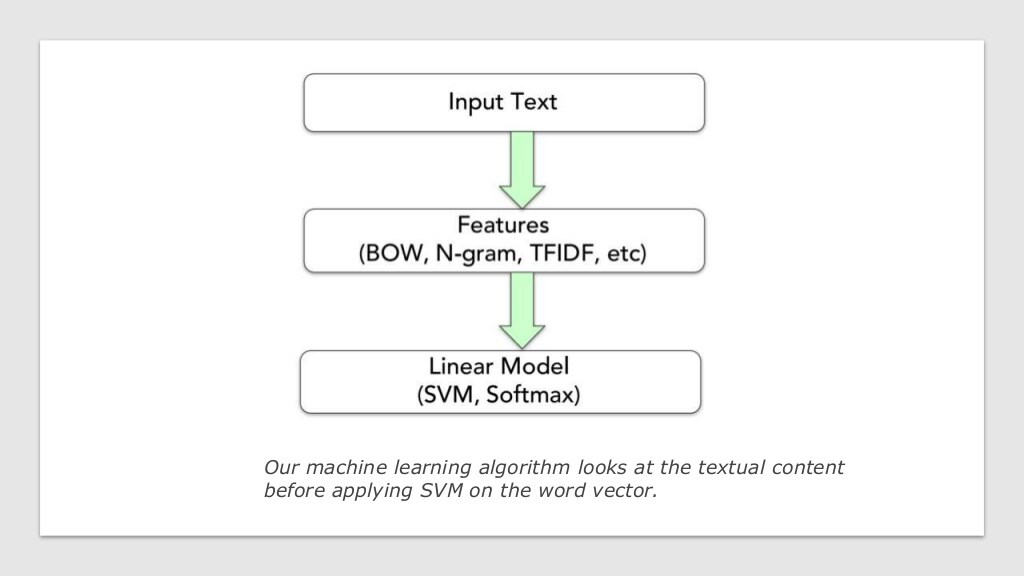 Input Text
Features
(BOW, N-gram, TFIDF, etc)
Linear Model
(SVM, Softmax)
Our machine learning algorithm looks at the textual content
before applying SVM on the word vector.